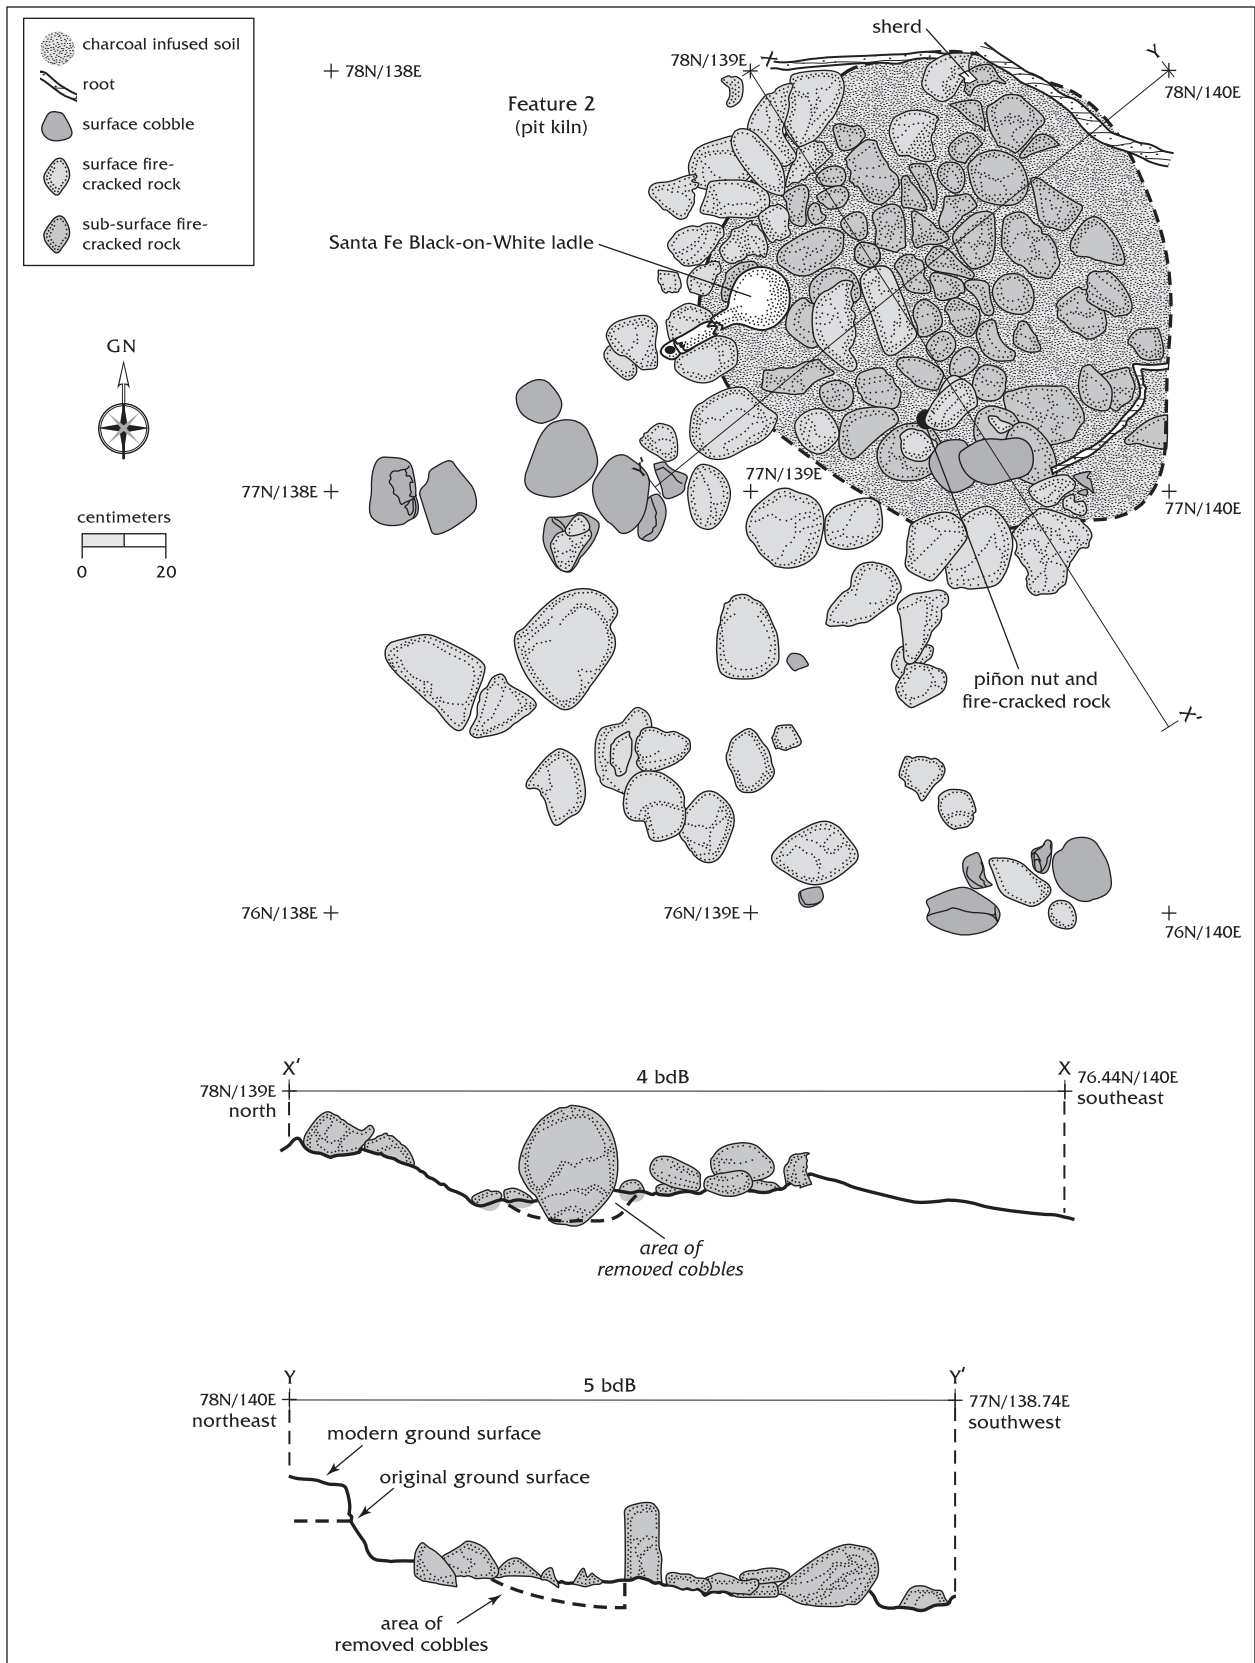 charcoal infused soil
root
surface cobble
surface fire-
cracked rock
sub-surface fire-
cracked rock
sherd
78N/138E
78N/139E
X
Y
78N/140E
Feature 2
(pit kiln)
Santa Fe Black-on-White ladle
GN
centimeters
0 20
77N/138E
Y'
77N/139E
77N/140E
piñon nut and
fire-cracked rock
X'
76N/138E
76N/139E
76N/140E
X'
4 bdB
X
78N/139E
north
76.44N/140E
southeast
area of
removed cobbles
Y
5 bdB
Y'
78N/140E
northeast
77N/138.74E
southwest
modern ground surface
original ground surface
area of
removed cobbles